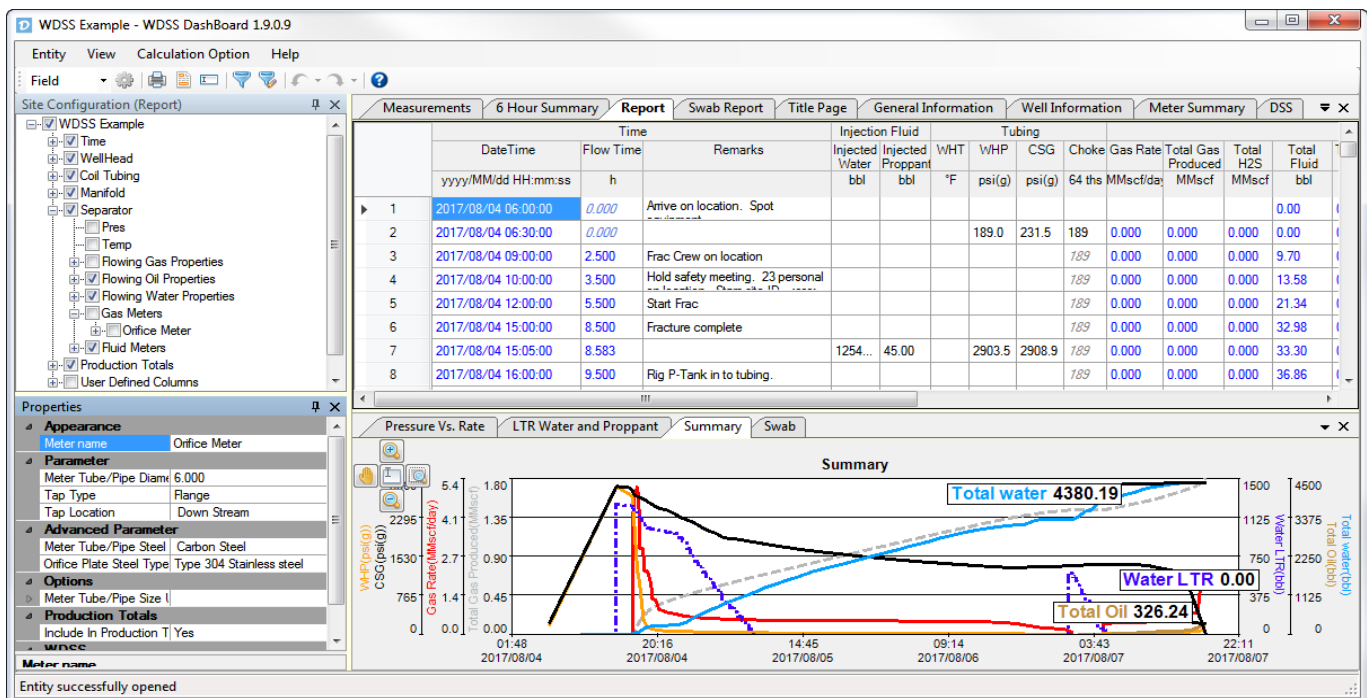 WDSS Example - WDSS DashBoard 1.9.0.9
Entity View Calculation Option Help
Field
Site Configuration (Report)
WDSS Example
Time
WellHead
Coil Tubing
Manifold
Separator
Pres
Temp
Flowing Gas Properties
Flowing Oil Properties
Flowing Water Properties
Gas Meters
Orifice Meter
Fluid Meters
Production Totals
User Defined Columns
Properties
Appearance
Meter name Orifice Meter
Parameter
Meter Tube/Pipe Diame 6.000
Tap Type Flange
Tap Location Down Stream
Advanced Parameter
Meter Tube/Pipe Steel Carbon Steel
Orifice Plate Steel Type Type 304 Stainless steel
Options
Meter Tube/Pipe Size U
Production Totals
Include In Production T Yes
WDSS
Meter name
Measurements 6 Hour Summary Report Swab Report Title Page General Information Well Information Meter Summary DSS
Time Injection Fluid Tubing
DateTime Flow Time Remarks Injected Water Injected Proppant WHT WHP CSG Choke Gas Rate Total Gas Produced Total H2S Total Fluid
yyyy/MM/dd HH:mm:ss h bbl bbl °F psi(g) psi(g) 64 ths MMscf/day MMscf MMscf bbl
1 2017/08/04 06:00:00 0.000 Arrive on location. Spot 0.00
2 2017/08/04 06:30:00 0.000 189.0 231.5 189 0.000 0.000 0.000 0.00
3 2017/08/04 09:00:00 2.500 Frac Crew on location 189 0.000 0.000 0.000 9.70
4 2017/08/04 10:00:00 3.500 Hold safety meeting. 23 personal 189 0.000 0.000 0.000 13.58
5 2017/08/04 12:00:00 5.500 Start Frac 189 0.000 0.000 0.000 21.34
6 2017/08/04 15:00:00 8.500 Fracture complete 189 0.000 0.000 0.000 32.98
7 2017/08/04 15:05:00 8.583 1254... 45.00 2903.5 2908.9 189 0.000 0.000 0.000 33.30
8 2017/08/04 16:00:00 9.500 Rig P-Tank in to tubing. 189 0.000 0.000 0.000 36.86
Pressure Vs. Rate LTR Water and Proppant Summary Swab
Summary
WHP(psi(g))
CSG(psi(g))
Gas Rate(MMscf/day)
Total Gas Produced(MMscf)
5.4 1.80 1500 4500
2295 4.1 1.35 1125 3375
1530 2.7 0.90 750 2250
765 1.4 0.45 375 1125
0 0.0 0.00 0 0
Total water 4380.19
Water LTR 0.00
Total Oil 326.24
Water LTR(bbl)
Total Oil(bbl)
Total water(bbl)
01:48 20:16 14:45 09:14 03:43 22:11
2017/08/04 2017/08/04 2017/08/05 2017/08/06 2017/08/07 2017/08/07
Entity successfully opened